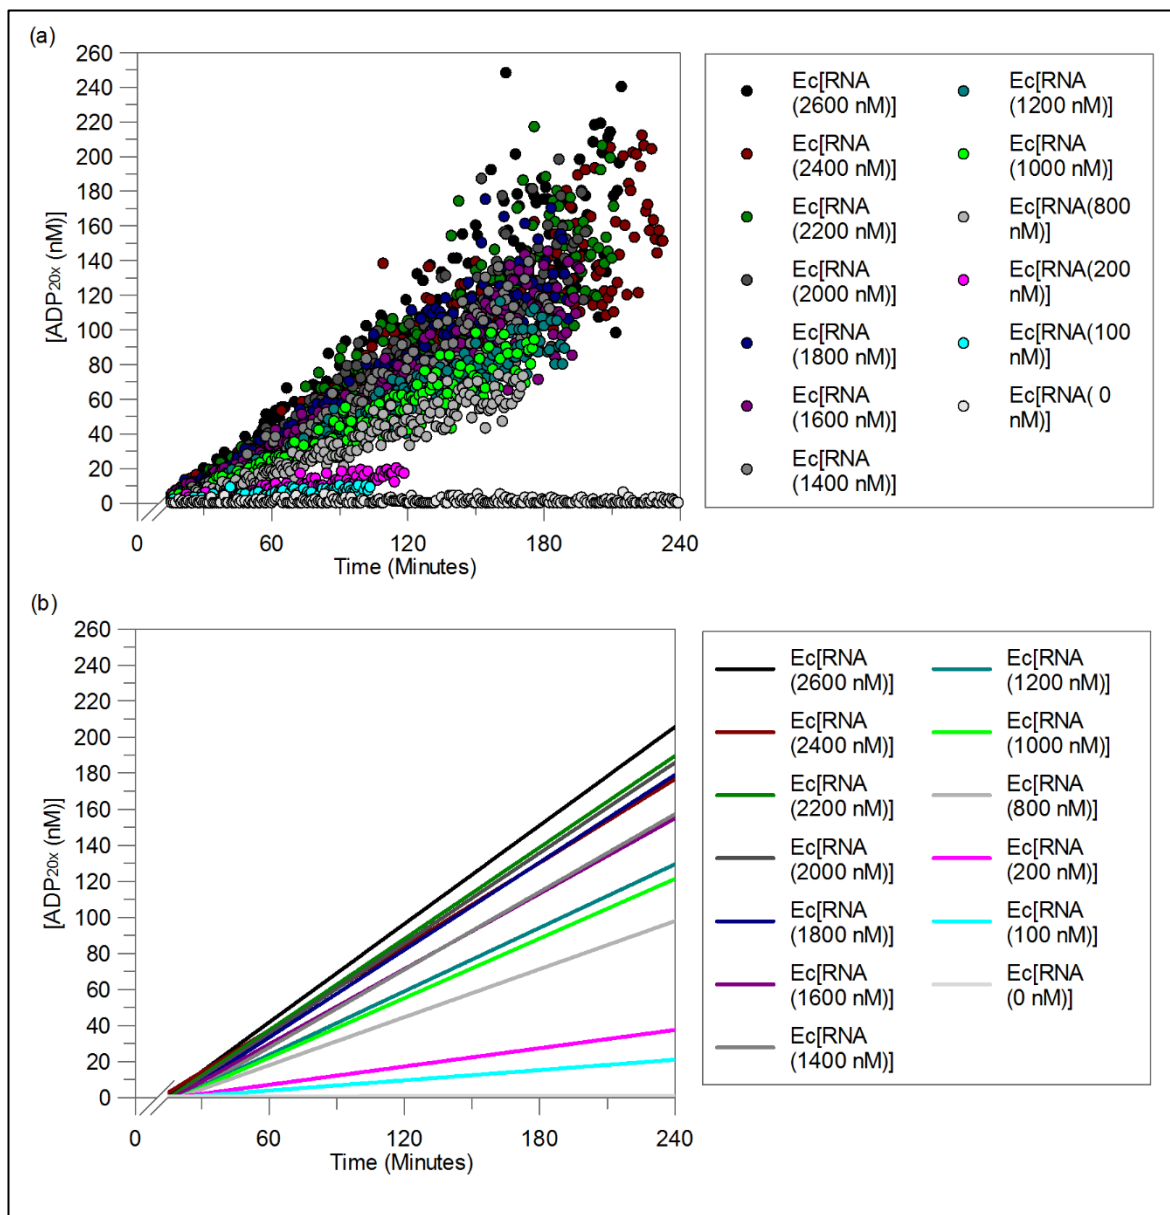 (a)
260
240
220
200
180
160
140
120
100
80
60
40
20
0
[ADP20x (nM)]
0 60 120 180 240
Time (Minutes)
Ec[RNA
(2600 nM)]
Ec[RNA
(2400 nM)]
Ec[RNA
(2200 nM)]
Ec[RNA
(2000 nM)]
Ec[RNA
(1800 nM)]
Ec[RNA
(1600 nM)]
Ec[RNA
(1400 nM)]
Ec[RNA
(1200 nM)]
Ec[RNA
(1000 nM)]
Ec[RNA(800
nM)]
Ec[RNA(200
nM)]
Ec[RNA(100
nM)]
Ec[RNA( 0
nM)]
(b)
260
240
220
200
180
160
140
120
100
80
60
40
20
0
[ADP20x (nM)]
0 60 120 180 240
Time (Minutes)
Ec[RNA
(2600 nM)]
Ec[RNA
(2400 nM)]
Ec[RNA
(2200 nM)]
Ec[RNA
(2000 nM)]
Ec[RNA
(1800 nM)]
Ec[RNA
(1600 nM)]
Ec[RNA
(1400 nM)]
Ec[RNA
(1200 nM)]
Ec[RNA
(1000 nM)]
Ec[RNA
(800 nM)]
Ec[RNA
(200 nM)]
Ec[RNA
(100 nM)]
Ec[RNA
(0 nM)]